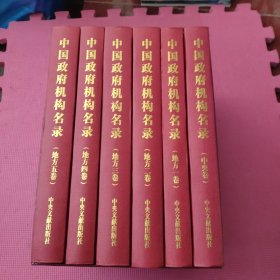 中国政府机构名录
（地方五卷）
中央文献出版社
中国政府机构名录
（地方四卷）
中央文献出版社
中国政府机构名录
（地方三卷）
中央文献出版社
中国政府机构名录
（地方二卷）
中央文献出版社
中国政府机构名录
（地方一卷）
中央文献出版社
中国政府机构名录
（中央卷）
中央文献出版社